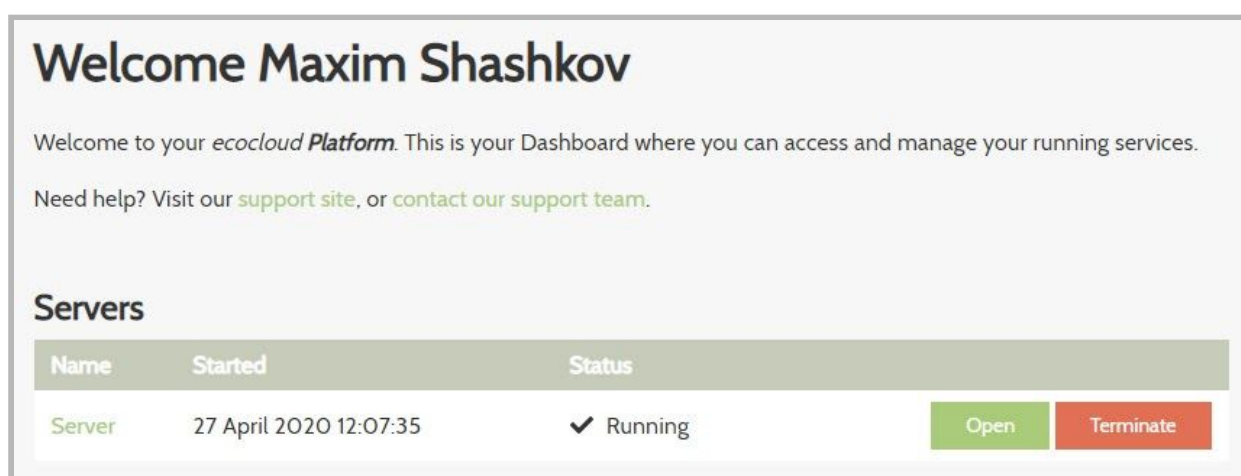 Welcome Maxim Shashkov
Welcome to your ecocloud Platform. This is your Dashboard where you can access and manage your running services.
Need help? Visit our support site, or contact our support team.
Servers
Name Started Status
Server 27 April 2020 12:07:35 ✔ Running Open Terminate